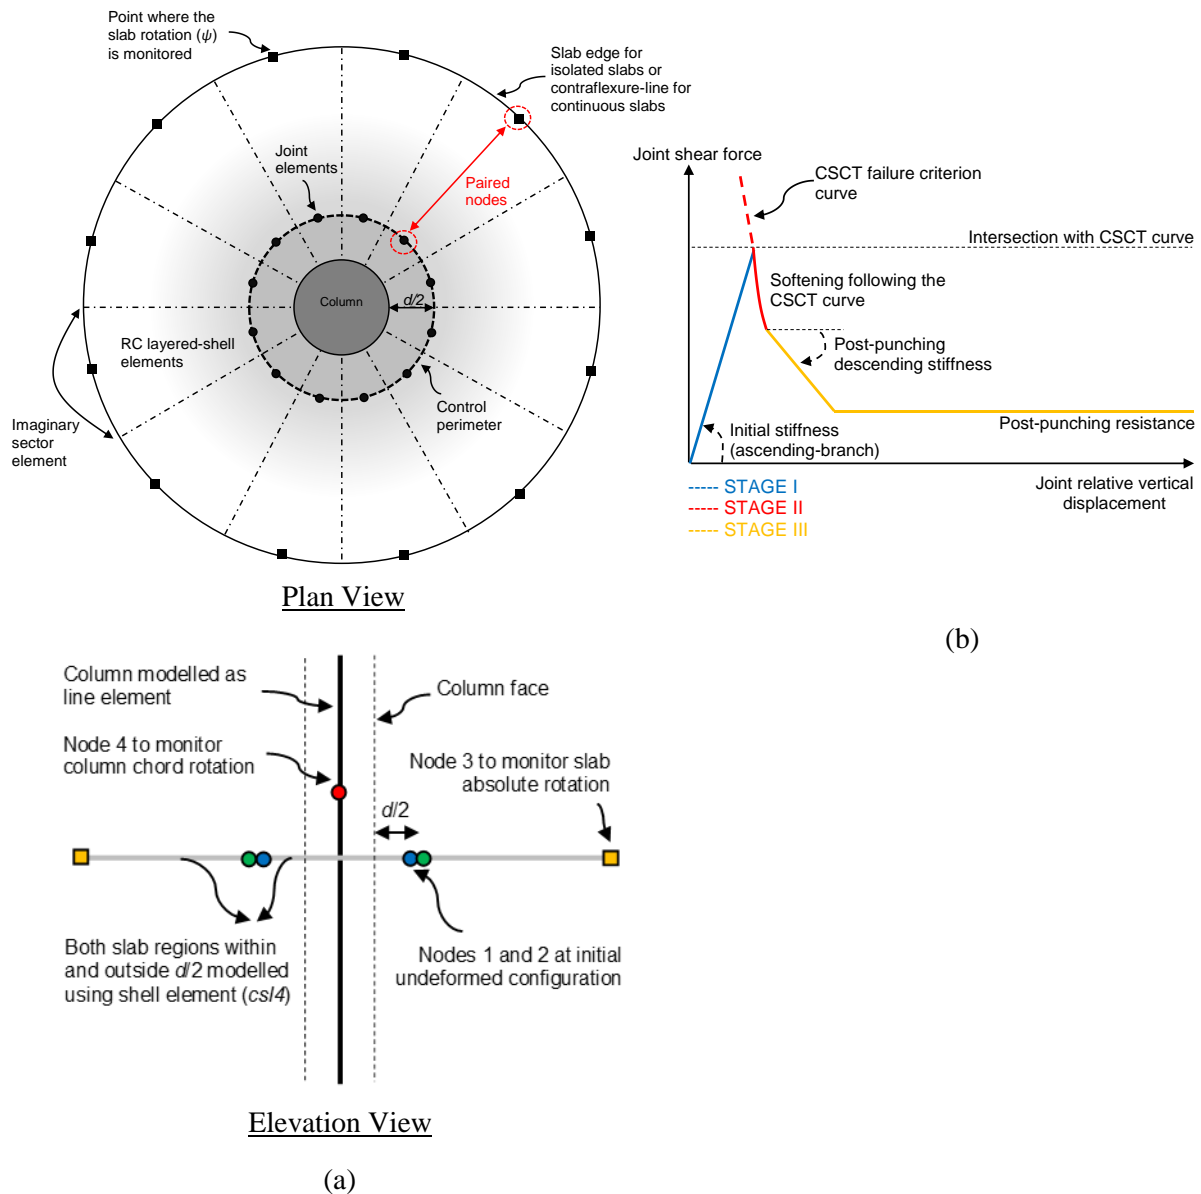 Point where the
slab rotation (ψ)
is monitored
Slab edge for
isolated slabs or
contraflexure-line for
continuous slabs
Joint
elements
Paired
nodes
Column
d/2
RC layered-shell
elements
Control
perimeter
Imaginary
sector
element
Plan View
Joint shear force
CSCT failure criterion
curve
Intersection with CSCT curve
Softening following the
CSCT curve
Post-punching
descending stiffness
Initial stiffness
(ascending-branch)
Post-punching resistance
Joint relative vertical
displacement
STAGE I
STAGE II
STAGE III
(b)
Column modelled as
line element
Column face
Node 4 to monitor
column chord rotation
Node 3 to monitor slab
absolute rotation
d/2
Both slab regions within
and outside d/2 modelled
using shell element (csl4)
Nodes 1 and 2 at initial
undeformed configuration
Elevation View
(a)